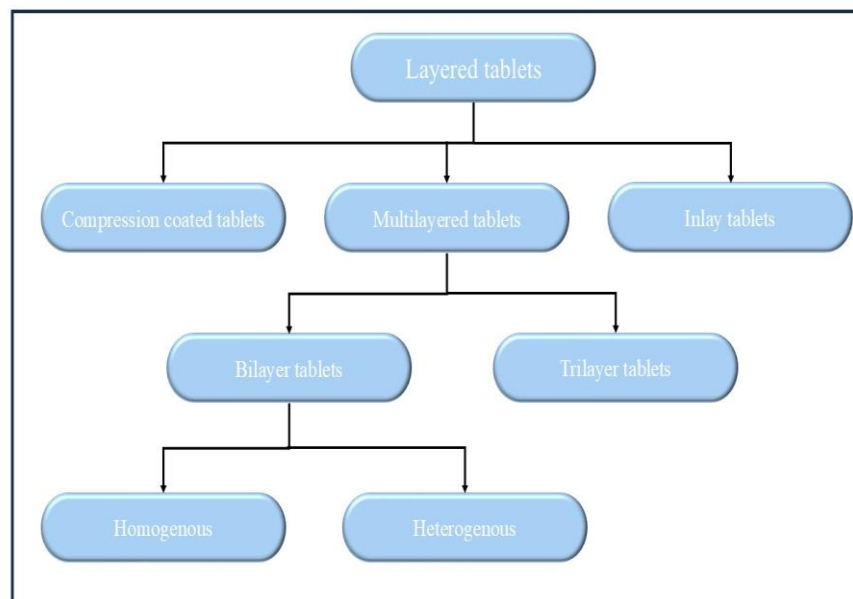 Layered tablets
Compression coated tablets
Multilayered tablets
Inlay tablets
Bilayer tablets
Trilayer tablets
Homogenous
Heterogenous